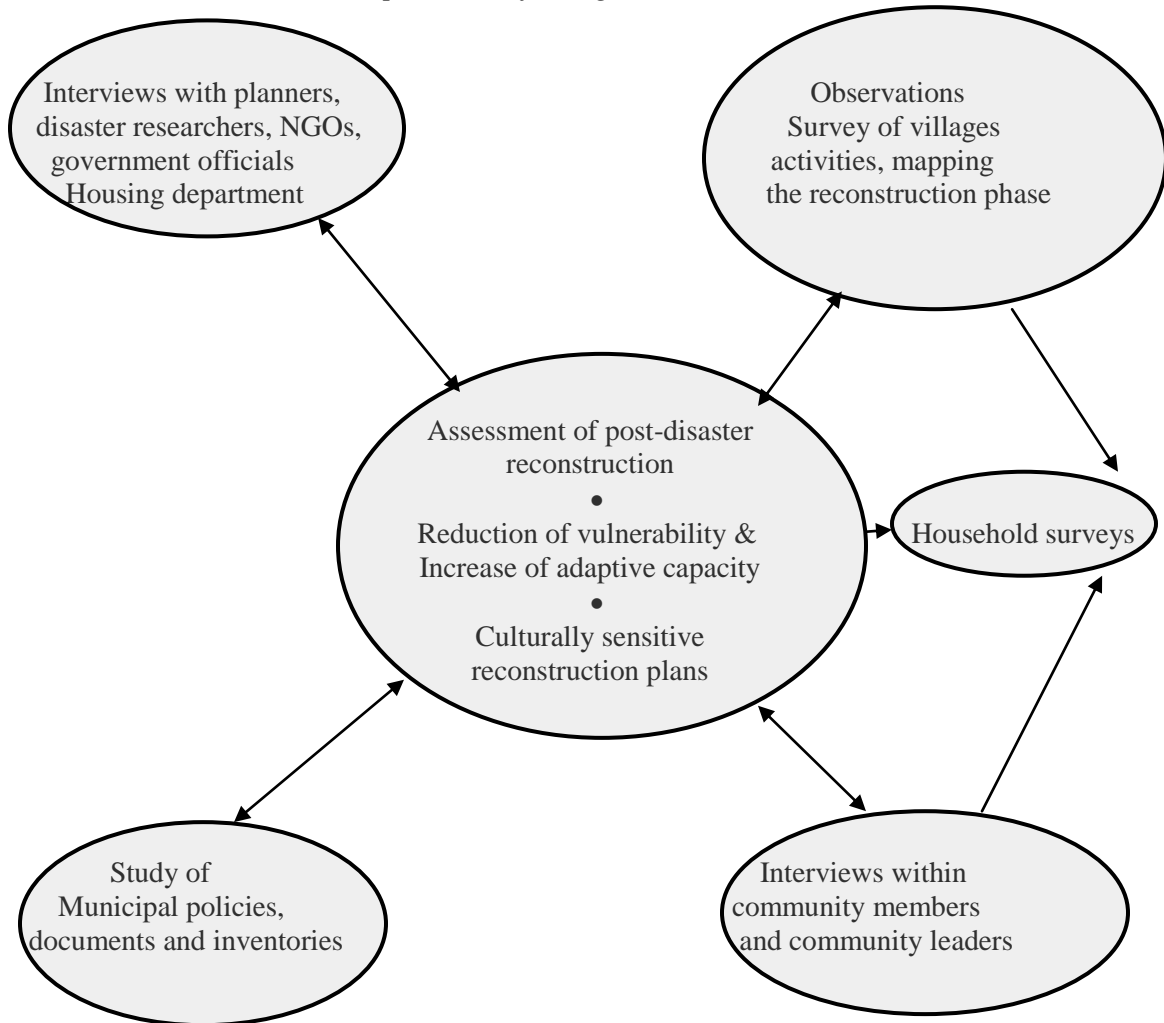 Interviews with planners,
disaster researchers, NGOs,
government officials
Housing department
Observations
Survey of villages
activities, mapping
the reconstruction phase
Assessment of post-disaster
reconstruction
•
Reduction of vulnerability &
Increase of adaptive capacity
•
Culturally sensitive
reconstruction plans
Household surveys
Study of
Municipal policies,
documents and inventories
Interviews within
community members
and community leaders